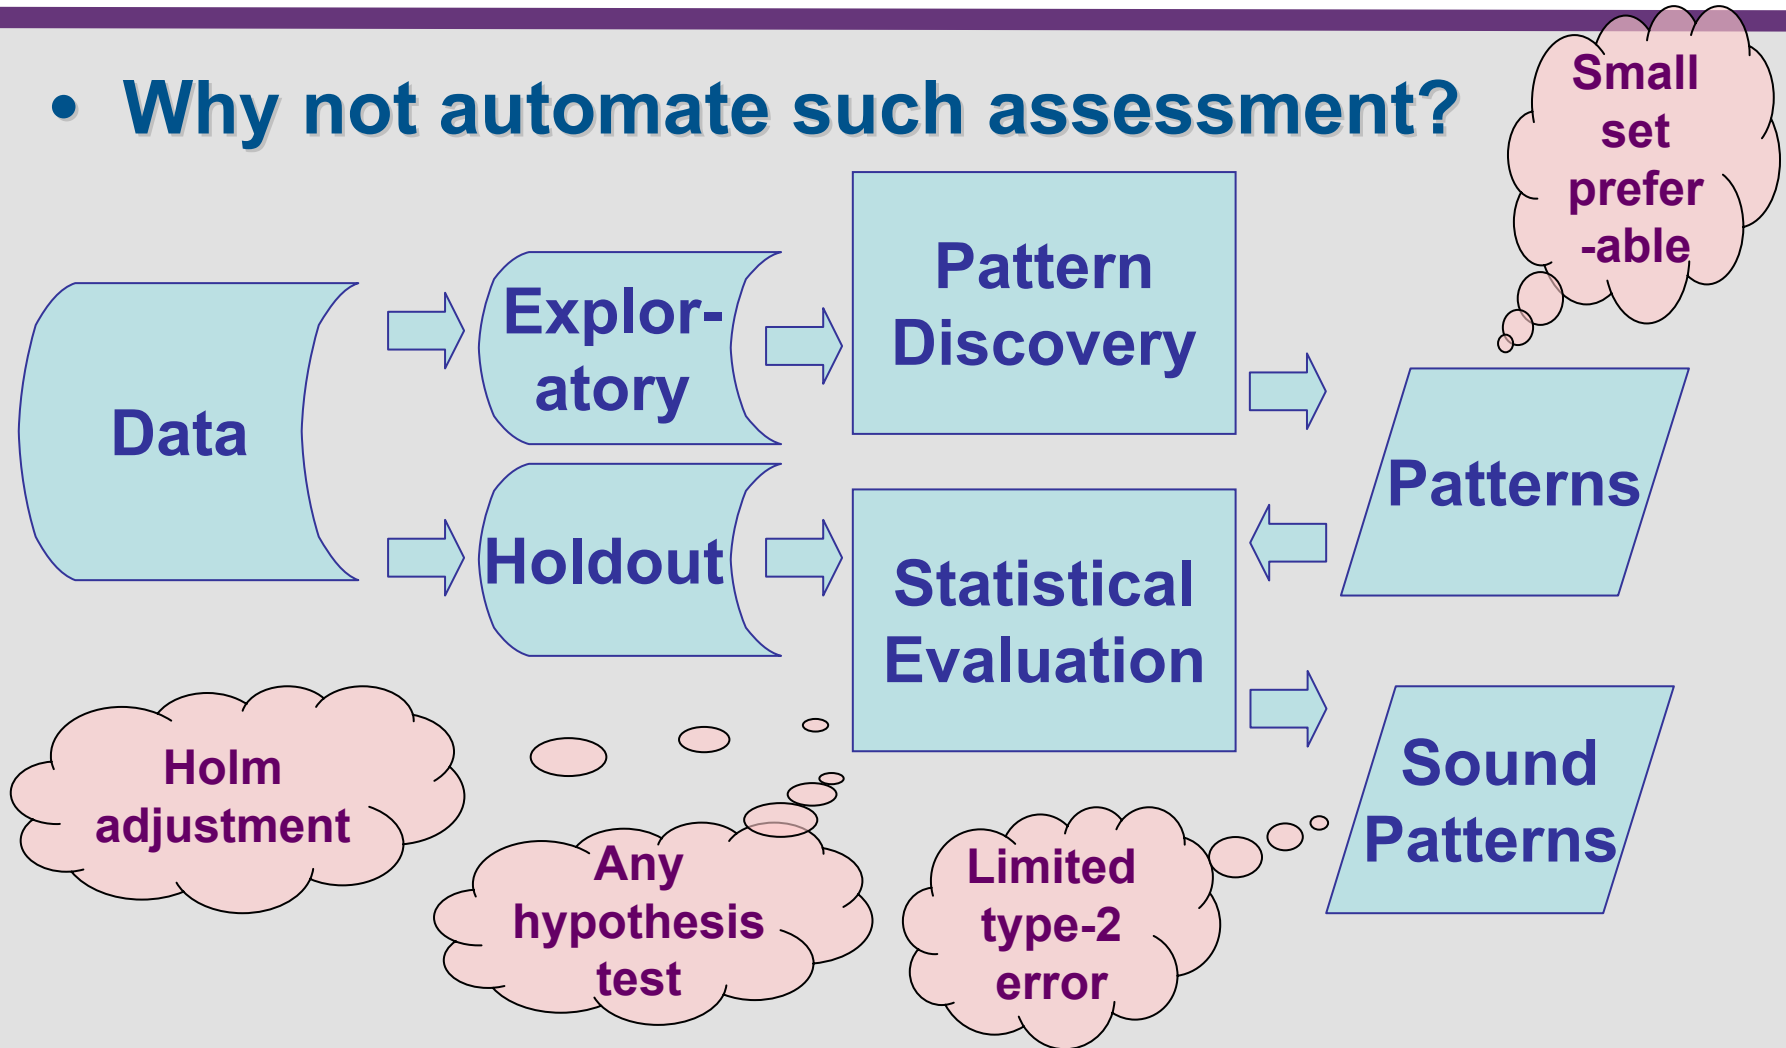 • Why not automate such assessment?
Small
set
prefer
-able
Data
Explor-
atory
Pattern
Discovery
Patterns
Holdout
Statistical
Evaluation
Sound
Patterns
Holm
adjustment
Any
hypothesis
test
Limited
type-2
error